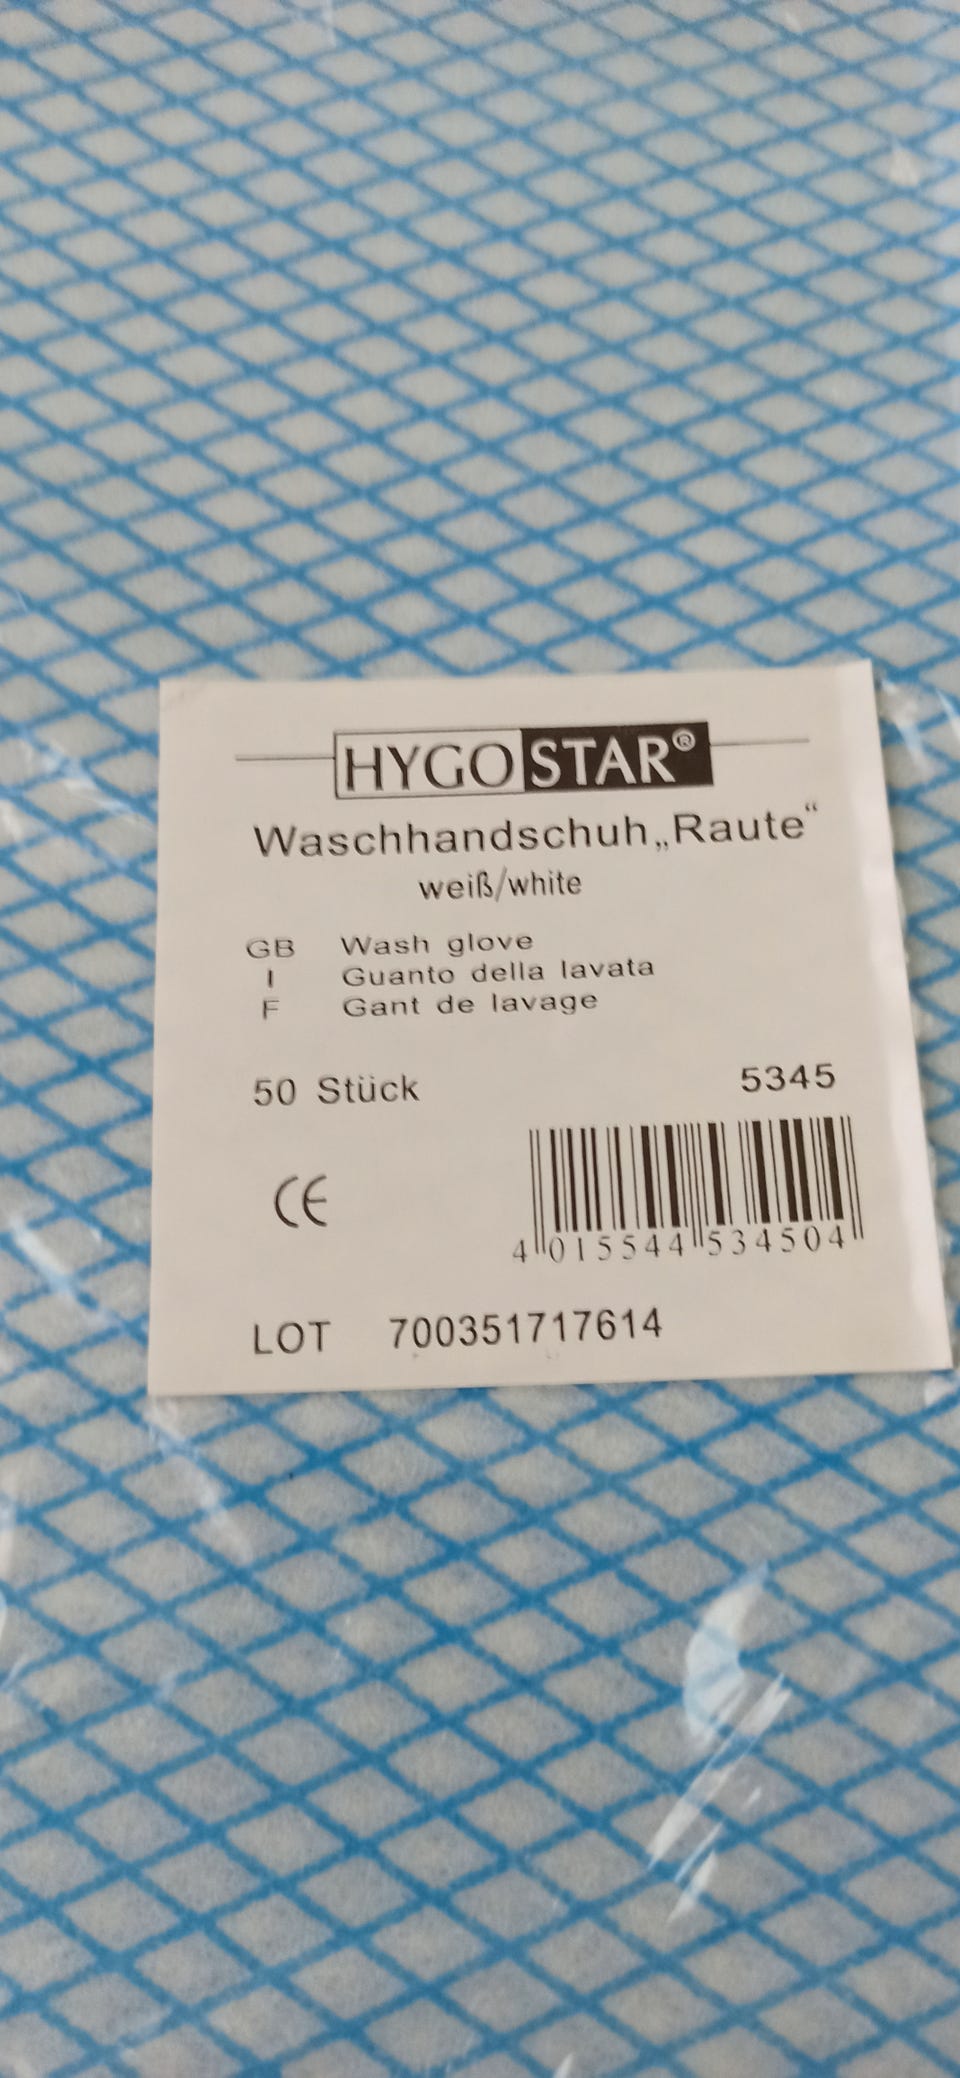 HYGOSTAR®
Waschhandschuh „Raute“
weiß/white
GB Wash glove
I Guanto della lavata
F Gant de lavage
50 Stück 5345
CE
4 015544 534504
LOT 700351717614